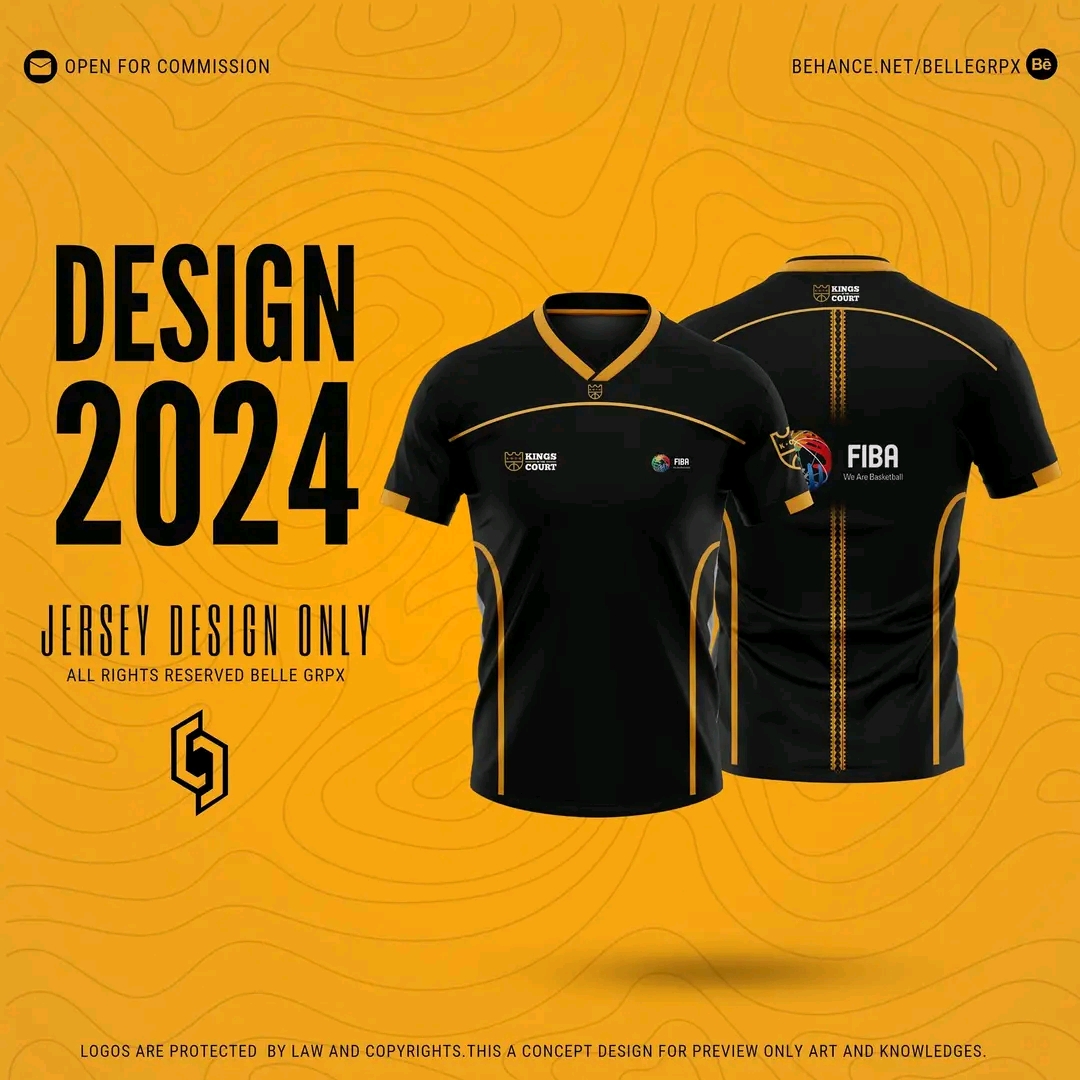 OPEN FOR COMMISSION
BEHANCE.NET/BELLEGRPX Bē
DESIGN
2024
JERSEY DESIGN ONLY
ALL RIGHTS RESERVED BELLE GRPX
KINGS
COURT
FIBA
KINGS
COURT
FIBA
We Are Basketball
LOGOS ARE PROTECTED BY LAW AND COPYRIGHTS.THIS A CONCEPT DESIGN FOR PREVIEW ONLY ART AND KNOWLEDGES.